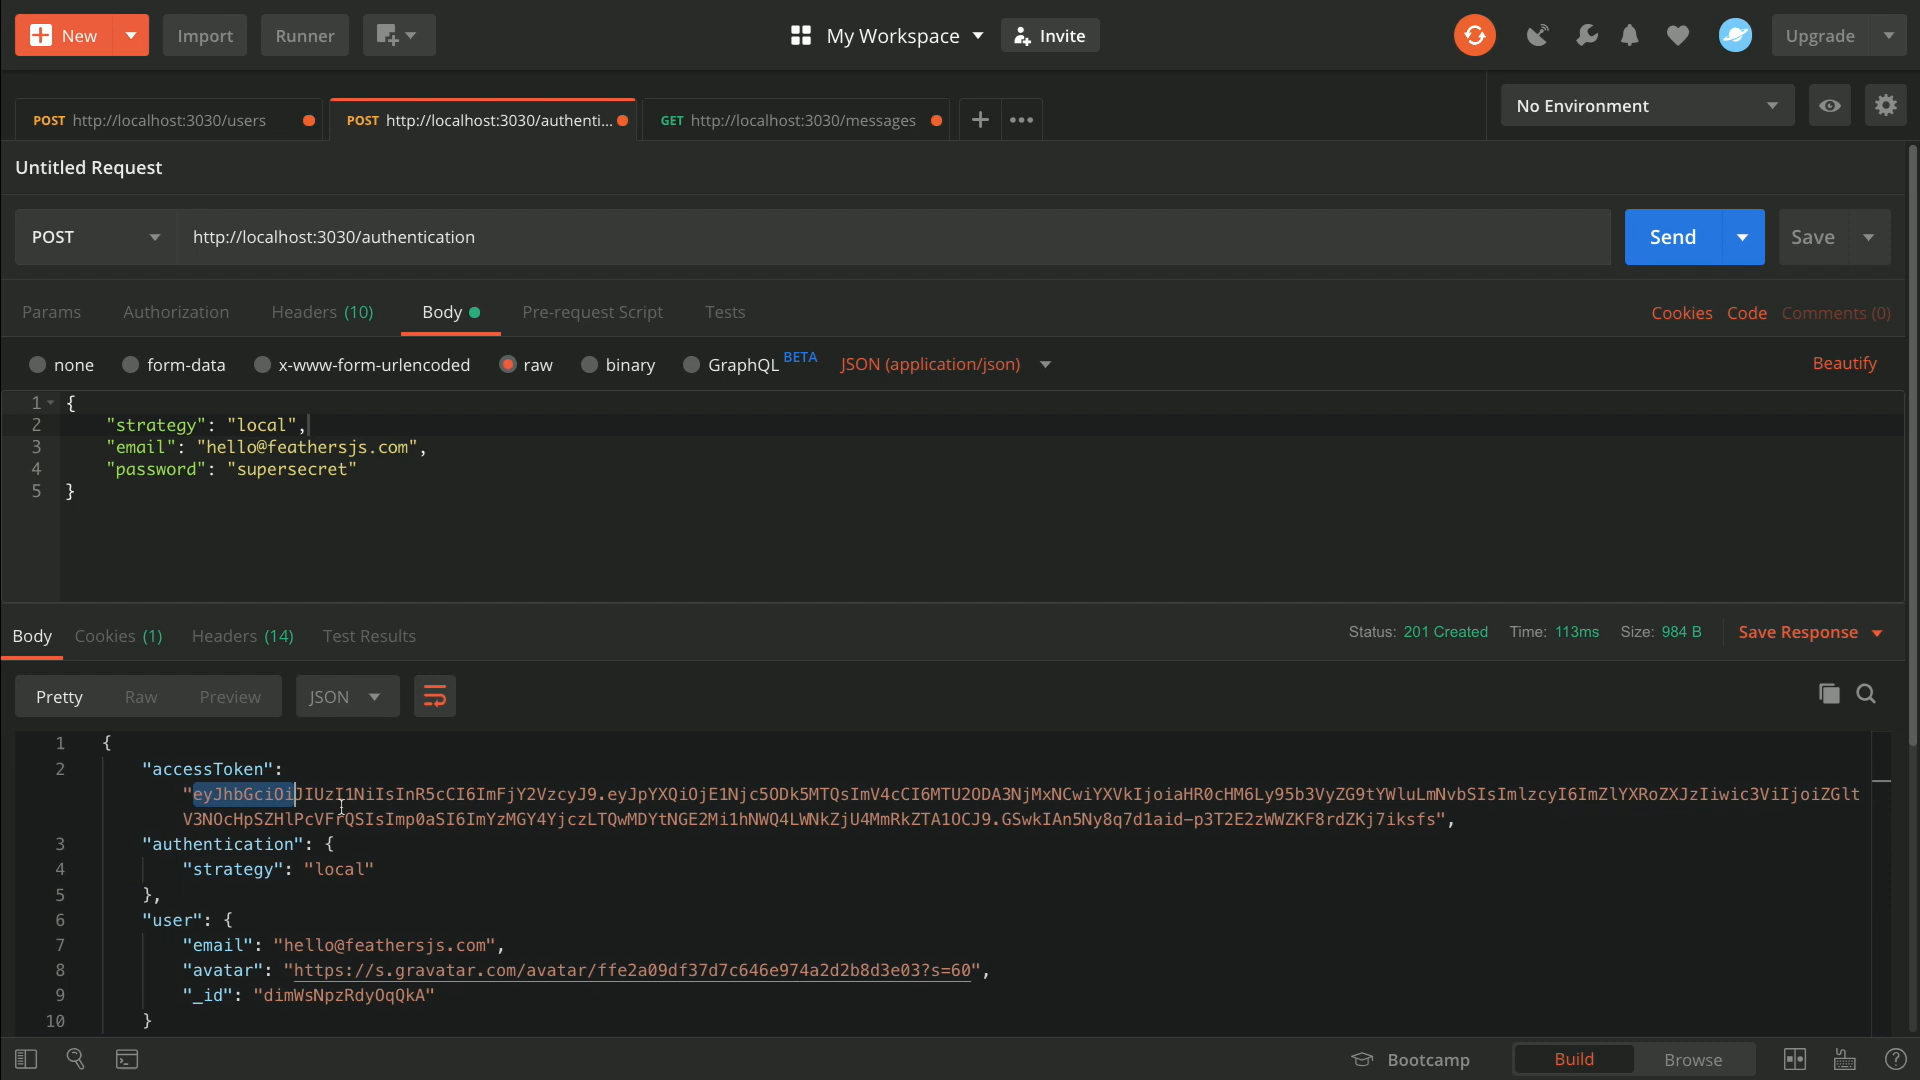 New Import Runner My Workspace Invite Upgrade
POST http://localhost:3030/users POST http://localhost:3030/authenti... GET http://localhost:3030/messages No Environment
Untitled Request
POST http://localhost:3030/authentication Send Save
Params Authorization Headers (10) Body Pre-request Script Tests Cookies Code Comments (0)
none form-data x-www-form-urlencoded raw binary GraphQL BETA JSON (application/json) Beautify
1 {
2 "strategy": "local",
3 "email": "hello@feathersjs.com",
4 "password": "supersecret"
5 }
Body Cookies (1) Headers (14) Test Results Status: 201 Created Time: 113ms Size: 984 B Save Response
Pretty Raw Preview JSON
1 {
2 "accessToken":
"eyJhbGciOiJIUzI1NiIsInR5cCI6ImFjY2VzcyJ9.eyJpYXQiOjE1Njc5ODk5MTQsImV4cCI6MTU2ODA3NjMxNCwiYXVkIjoiaHR0cHM6Ly95b3VyZG9tYWluLmNvbSIsImlzcyI6ImZlYXRoZXJzIiwic3ViIjoiZGlt
V3NOcHpSZHlPcVFrQSIsImp0aSI6ImYzMGY4YjczLTQwMDYtNGE2Mi1hNWQ4LWNkZjU4MmRkZTA1OCJ9.GSwkIAn5Ny8q7d1aid-p3T2E2zWWZKF8rdZKj7iksfs",
3 "authentication": {
4 "strategy": "local"
5 },
6 "user": {
7 "email": "hello@feathersjs.com",
8 "avatar": "https://s.gravatar.com/avatar/ffe2a09df37d7c646e974a2d2b8d3e03?s=60",
9 "_id": "dimWsNpzRdyOqQkA"
10 }
Bootcamp Build Browse